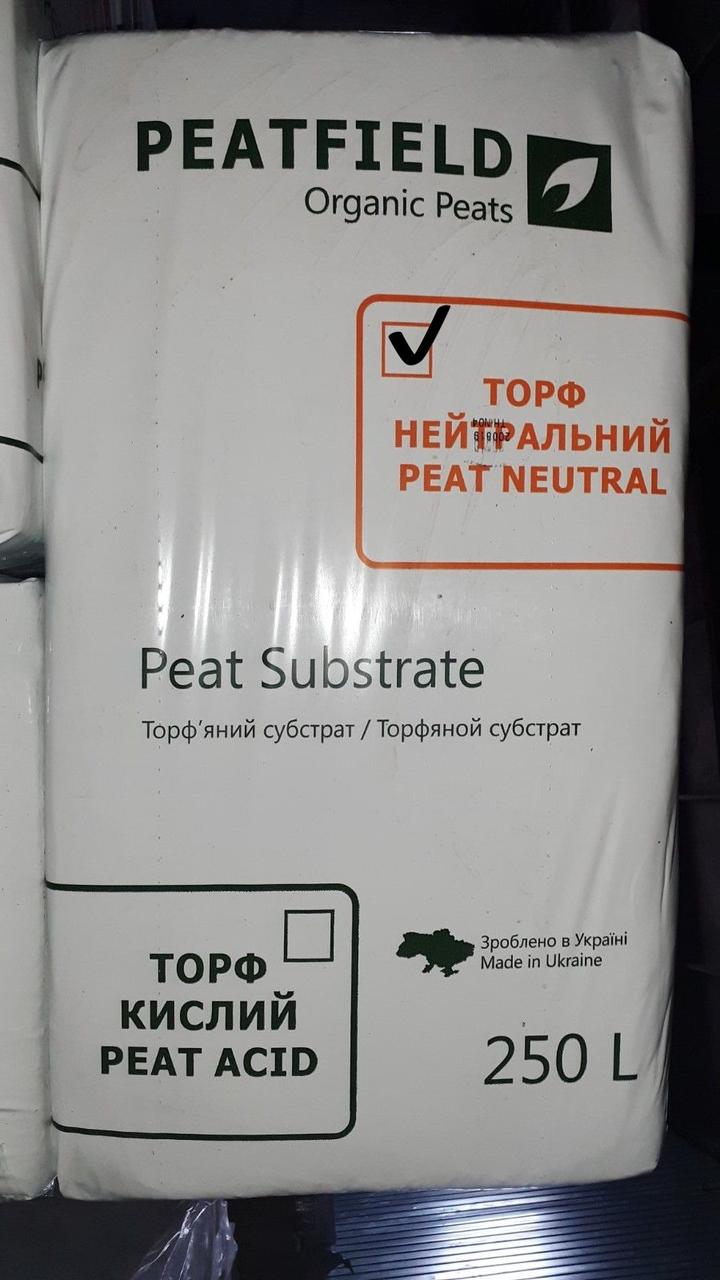 PEATFIELD
Organic Peats
ТОРФ
НЕЙТРАЛЬНИЙ
PEAT NEUTRAL
Peat Substrate
Торф'яний субстрат / Торфяной субстрат
ТОРФ
КИСЛИЙ
PEAT ACID
Зроблено в Україні
Made in Ukraine
250 L